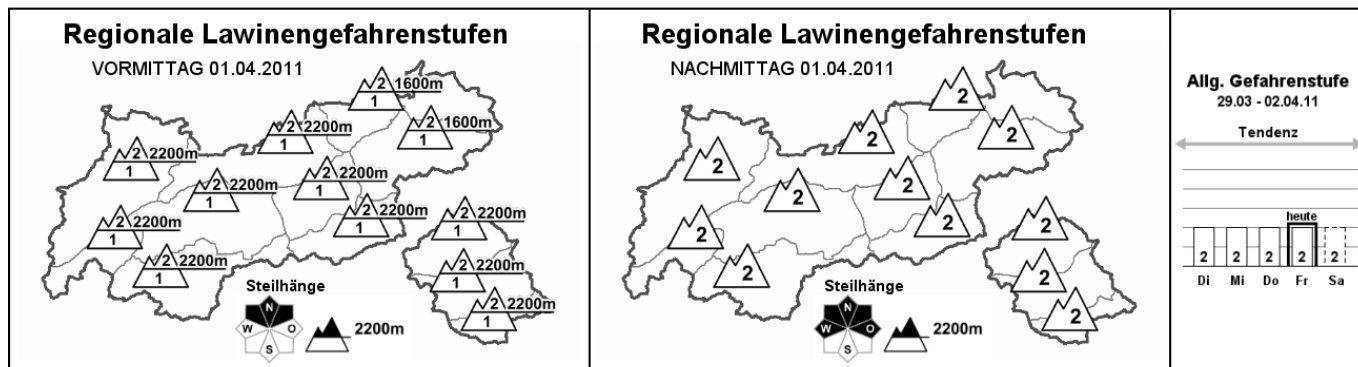 Regionale Lawinengefahrenstufen
VORMITTAG 01.04.2011
2 1600m
1
2 2200m
1
2 1600m
1
2 2200m
1
2 2200m
1
2 2200m
1
2 2200m
1
2 2200m
1
2 2200m
1
2 2200m
1
2 2200m
1
2 2200m
1
Steilhänge
N
W O
S
2200m
Regionale Lawinengefahrenstufen
NACHMITTAG 01.04.2011
2
2
2
2
2
2
2
2
2
2
2
2
Steilhänge
N
W O
S
2200m
Allg. Gefahrenstufe
29.03 - 02.04.11
Tendenz
heute
2 2 2 2 2
Di Mi Do Fr Sa